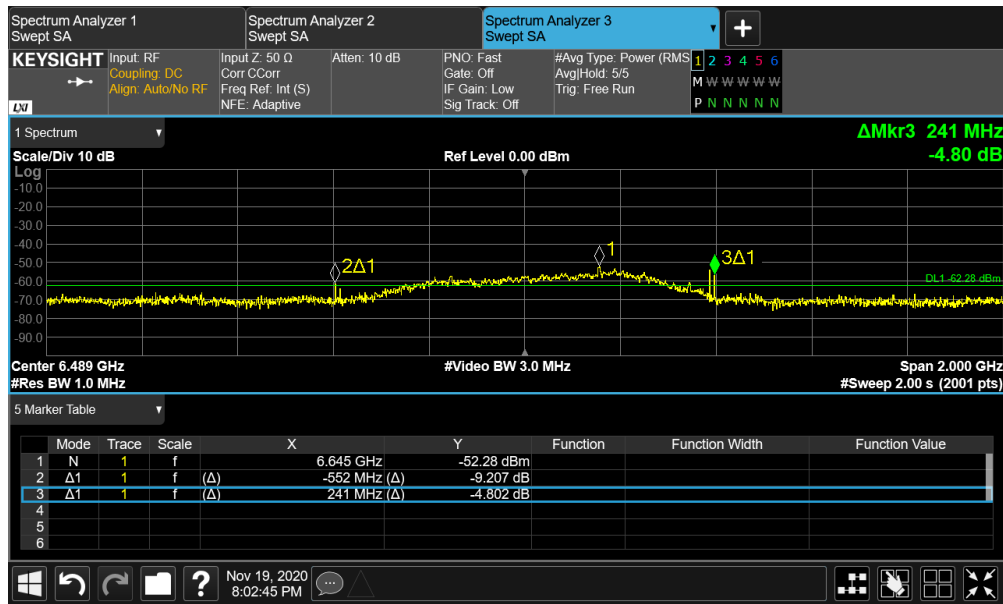 Spectrum Analyzer 1
Swept SA
Spectrum Analyzer 2
Swept SA
Spectrum Analyzer 3
Swept SA
▼
+
KEYSIGHT
LXI
Input: RF
Coupling: DC
Align: Auto/No RF
Input Z: 50 Ω
Corr CCorr
Freq Ref: Int (S)
NFE: Adaptive
Atten: 10 dB
PNO: Fast
Gate: Off
IF Gain: Low
Sig Track: Off
#Avg Type: Power (RMS
Avg|Hold: 5/5
Trig: Free Run
1 2 3 4 5 6
M W W W W W
P N N N N N
1 Spectrum ▼
ΔMkr3 241 MHz
-4.80 dB
Scale/Div 10 dB
Ref Level 0.00 dBm
Log
-10.0
-20.0
-30.0
-40.0
-50.0
-60.0
-70.0
-80.0
-90.0
2Δ1
1
3Δ1
DL1 -62.28 dBm
Center 6.489 GHz #Video BW 3.0 MHz Span 2.000 GHz
#Res BW 1.0 MHz #Sweep 2.00 s (2001 pts)
5 Marker Table ▼
Mode Trace Scale X Y Function Function Width Function Value
1 N 1 f 6.645 GHz -52.28 dBm
2 Δ1 1 f (Δ) -552 MHz (Δ) -9.207 dB
3 Δ1 1 f (Δ) 241 MHz (Δ) -4.802 dB
4
5
6
?
Nov 19, 2020
8:02:45 PM